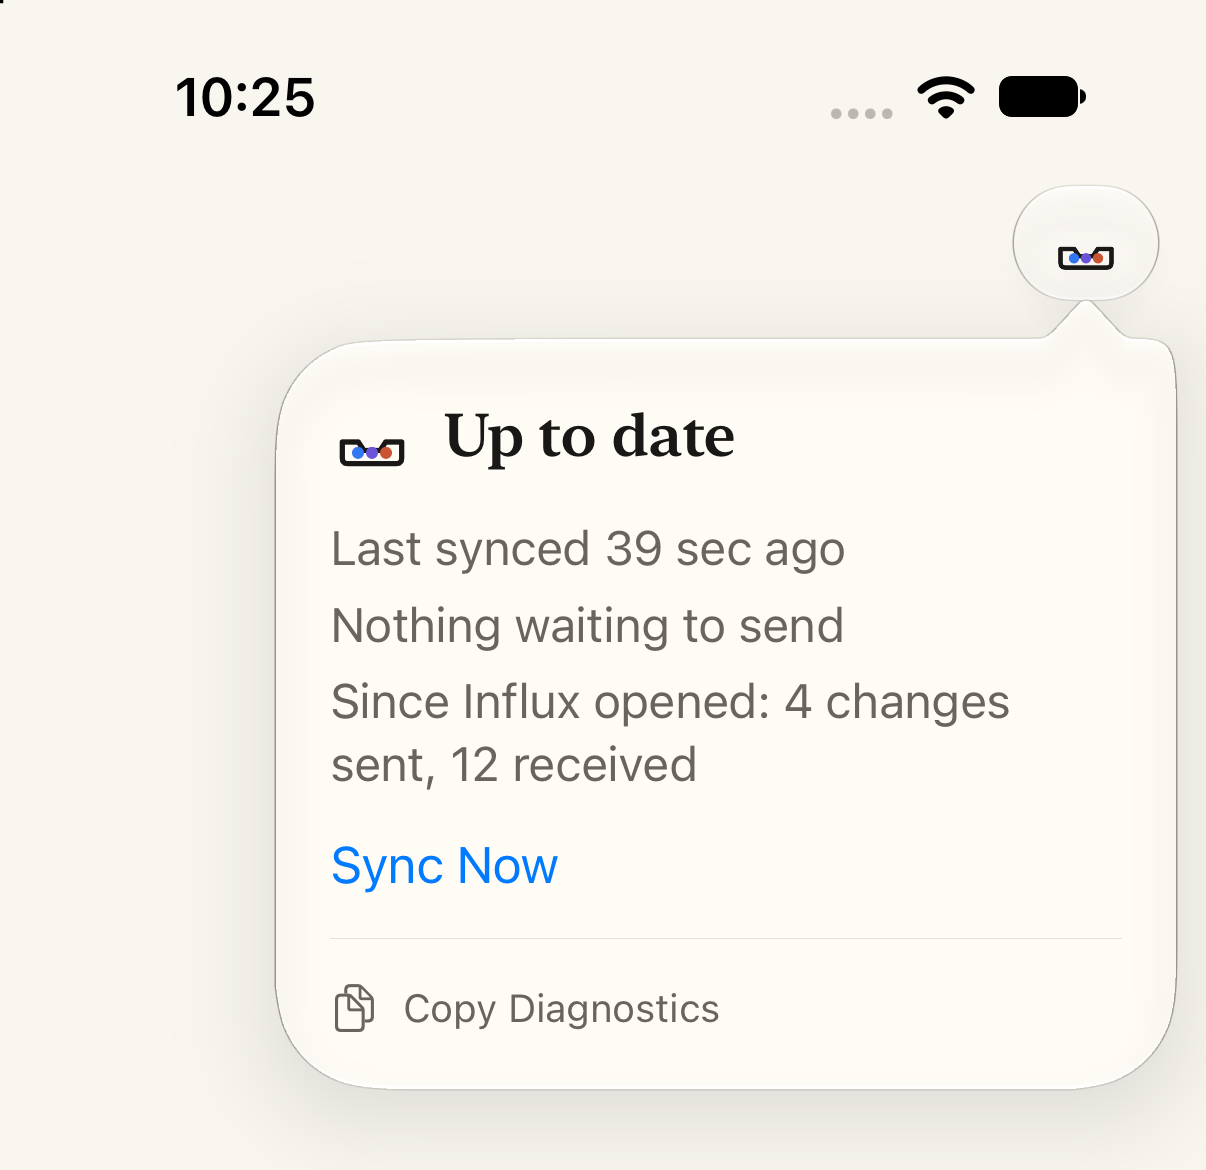 10:25
Up to date
Last synced 39 sec ago
Nothing waiting to send
Since Influx opened: 4 changes
sent, 12 received
Sync Now
Copy Diagnostics